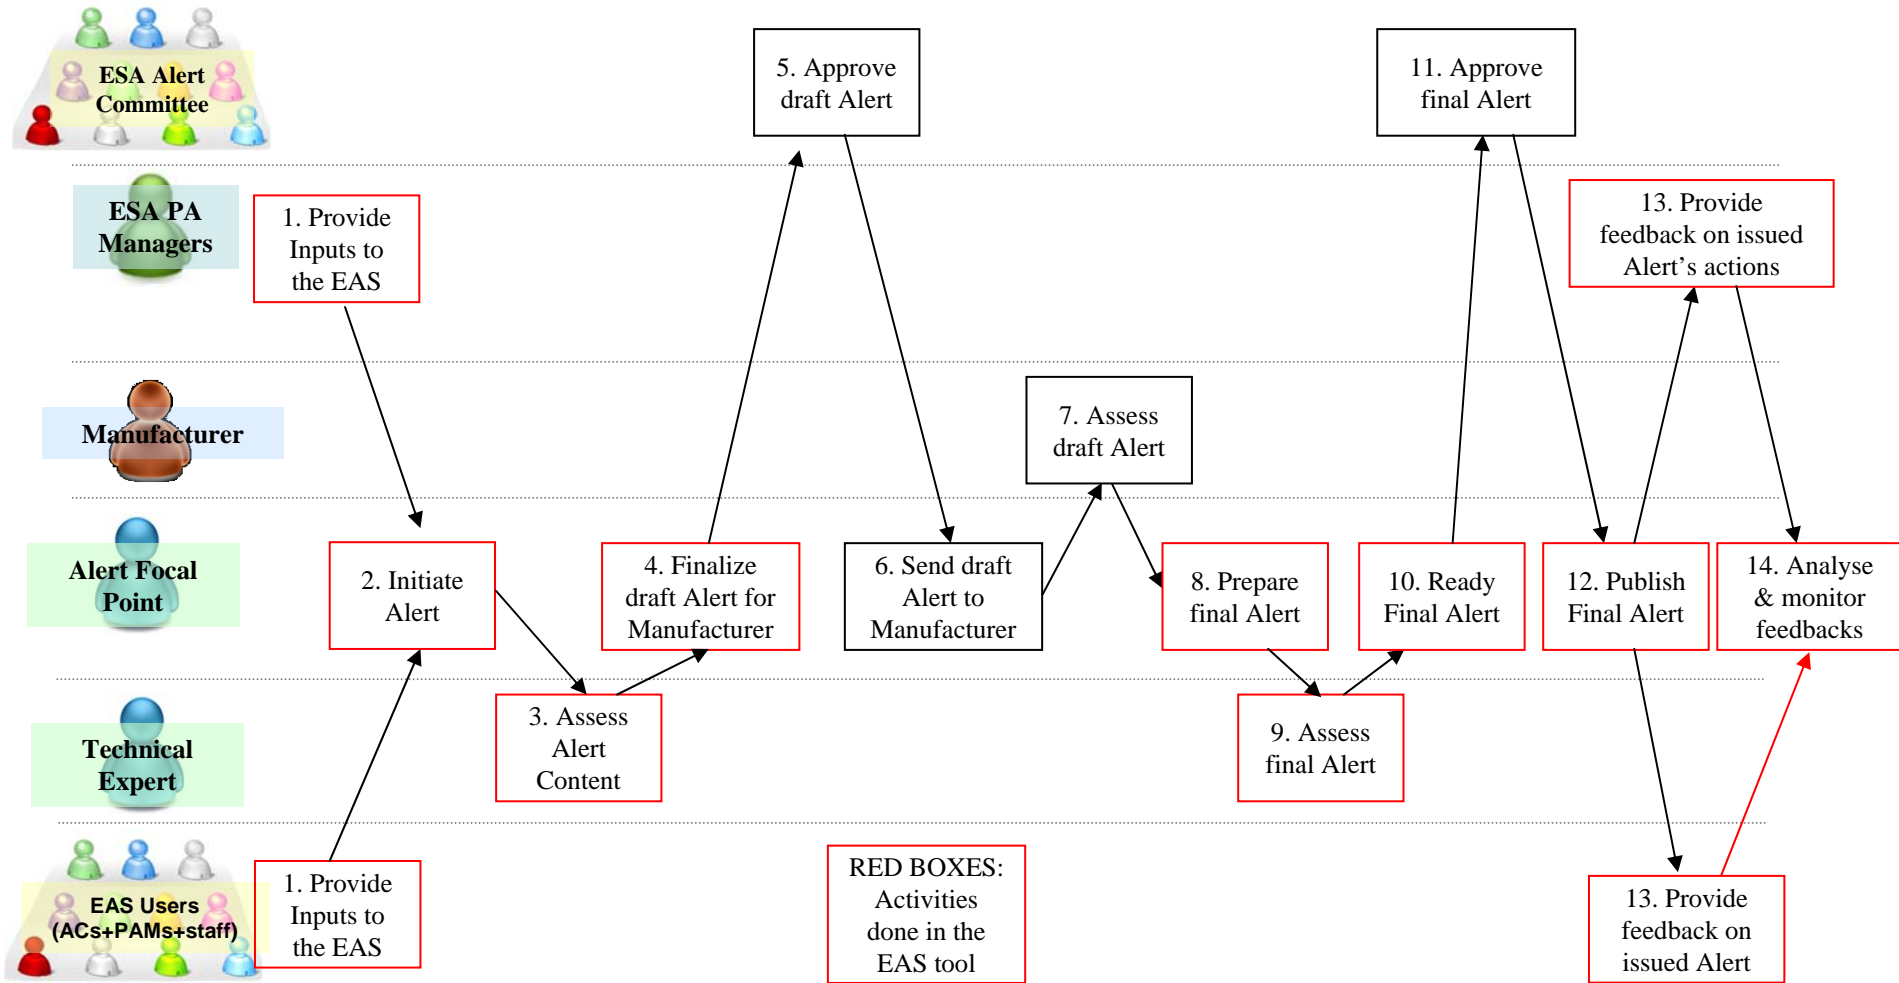 ESA Alert
Committee
5. Approve
draft Alert
11. Approve
final Alert
ESA PA
Managers
1. Provide
Inputs to
the EAS
13. Provide
feedback on issued
Alert’s actions
Manufacturer
7. Assess
draft Alert
Alert Focal
Point
2. Initiate
Alert
4. Finalize
draft Alert for
Manufacturer
6. Send draft
Alert to
Manufacturer
8. Prepare
final Alert
10. Ready
Final Alert
12. Publish
Final Alert
14. Analyse
& monitor
feedbacks
Technical
Expert
3. Assess
Alert
Content
9. Assess
final Alert
EAS Users
(ACs+PAMs+staff)
1. Provide
Inputs to
the EAS
RED BOXES:
Activities
done in the
EAS tool
13. Provide
feedback on
issued Alert